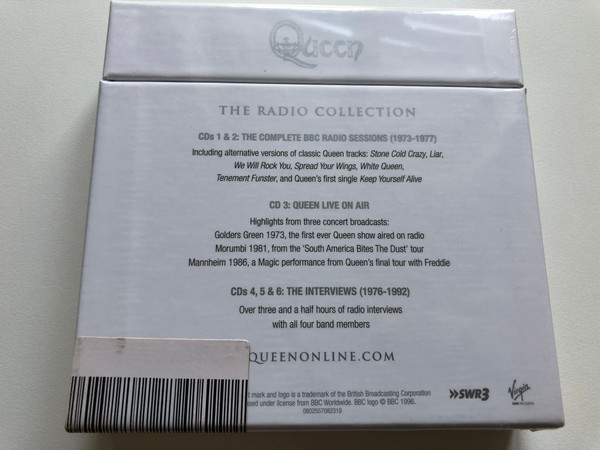 Queen
THE RADIO COLLECTION
CDs 1 & 2: THE COMPLETE BBC RADIO SESSIONS (1973-1977)
Including alternative versions of classic Queen tracks: Stone Cold Crazy, Liar,
We Will Rock You, Spread Your Wings, White Queen,
Tenement Funster, and Queen's first single Keep Yourself Alive
CD 3: QUEEN LIVE ON AIR
Highlights from three concert broadcasts:
Golders Green 1973, the first ever Queen show aired on radio
Morumbi 1981, from the 'South America Bites The Dust' tour
Mannheim 1986, a Magic performance from Queen's final tour with Freddie
CDs 4, 5 & 6: THE INTERVIEWS (1976-1992)
Over three and a half hours of radio interviews
with all four band members
QUEENONLINE.COM
mark and logo is a trademark of the British Broadcasting Corporation
under license from BBC Worldwide. BBC logo © BBC 1996.
0602557082319
SWR3
Virgin